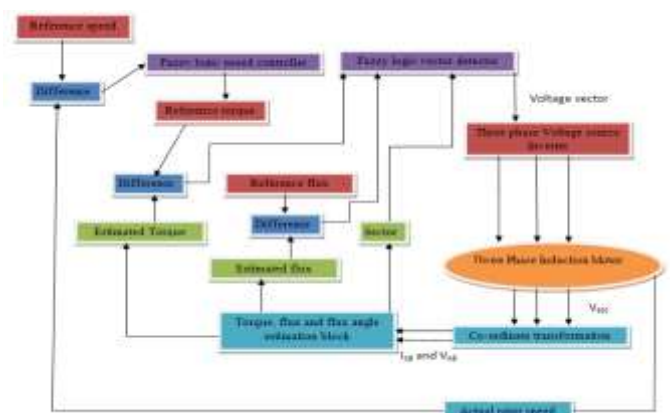 Reference speed
Difference
Fuzzy logic speed controller
Fuzzy logic vector detector
Voltage vector
Reference torque
Three phase Voltage source
inverter
Difference
Reference flux
Estimated Torque
Difference
Sector
Estimated flux
Three Phase Induction Motor
Torque, flux and flux angle
estimation block
Co-ordinate transformation
and
Actual rotor speed